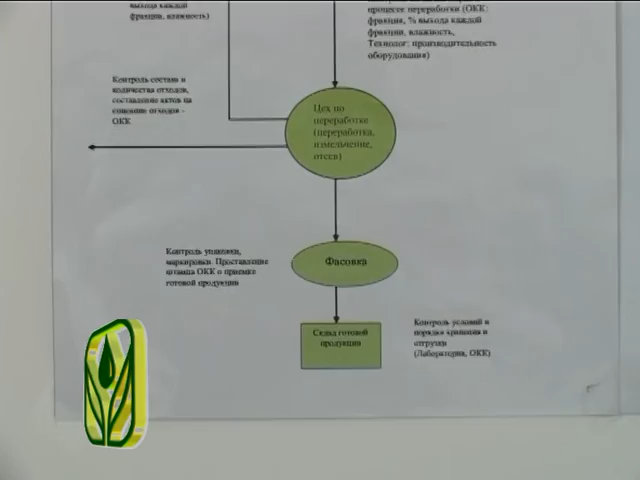 выхода каждой
фракции, влажность)
процессе переработки (ОКК:
фракция, % выхода каждой
фракции, влажность,
Технолог: производительность
оборудования)
Контроль состава и
количества отходов,
составление актов на
списание отходов -
ОКК
Цех по
переработке
(переработка,
измельчение,
отсев)
Контроль упаковки,
маркировки. Проставление
штампа ОКК о приемке
готовой продукции
Фасовка
Склад готовой
продукции
Контроль условий и
порядка хранения и
отгрузки
(Лаборатория, ОКК)